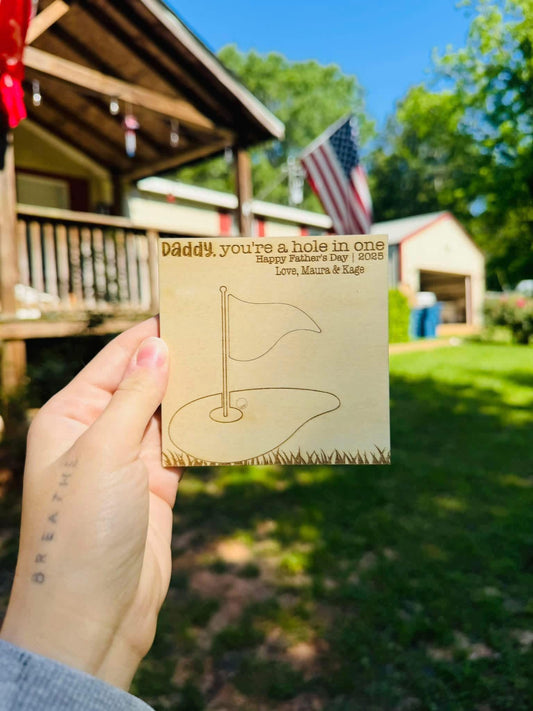 Daddy, you're a hole in one
Happy Father's Day | 2025
Love, Maura & Kage
BREATHE